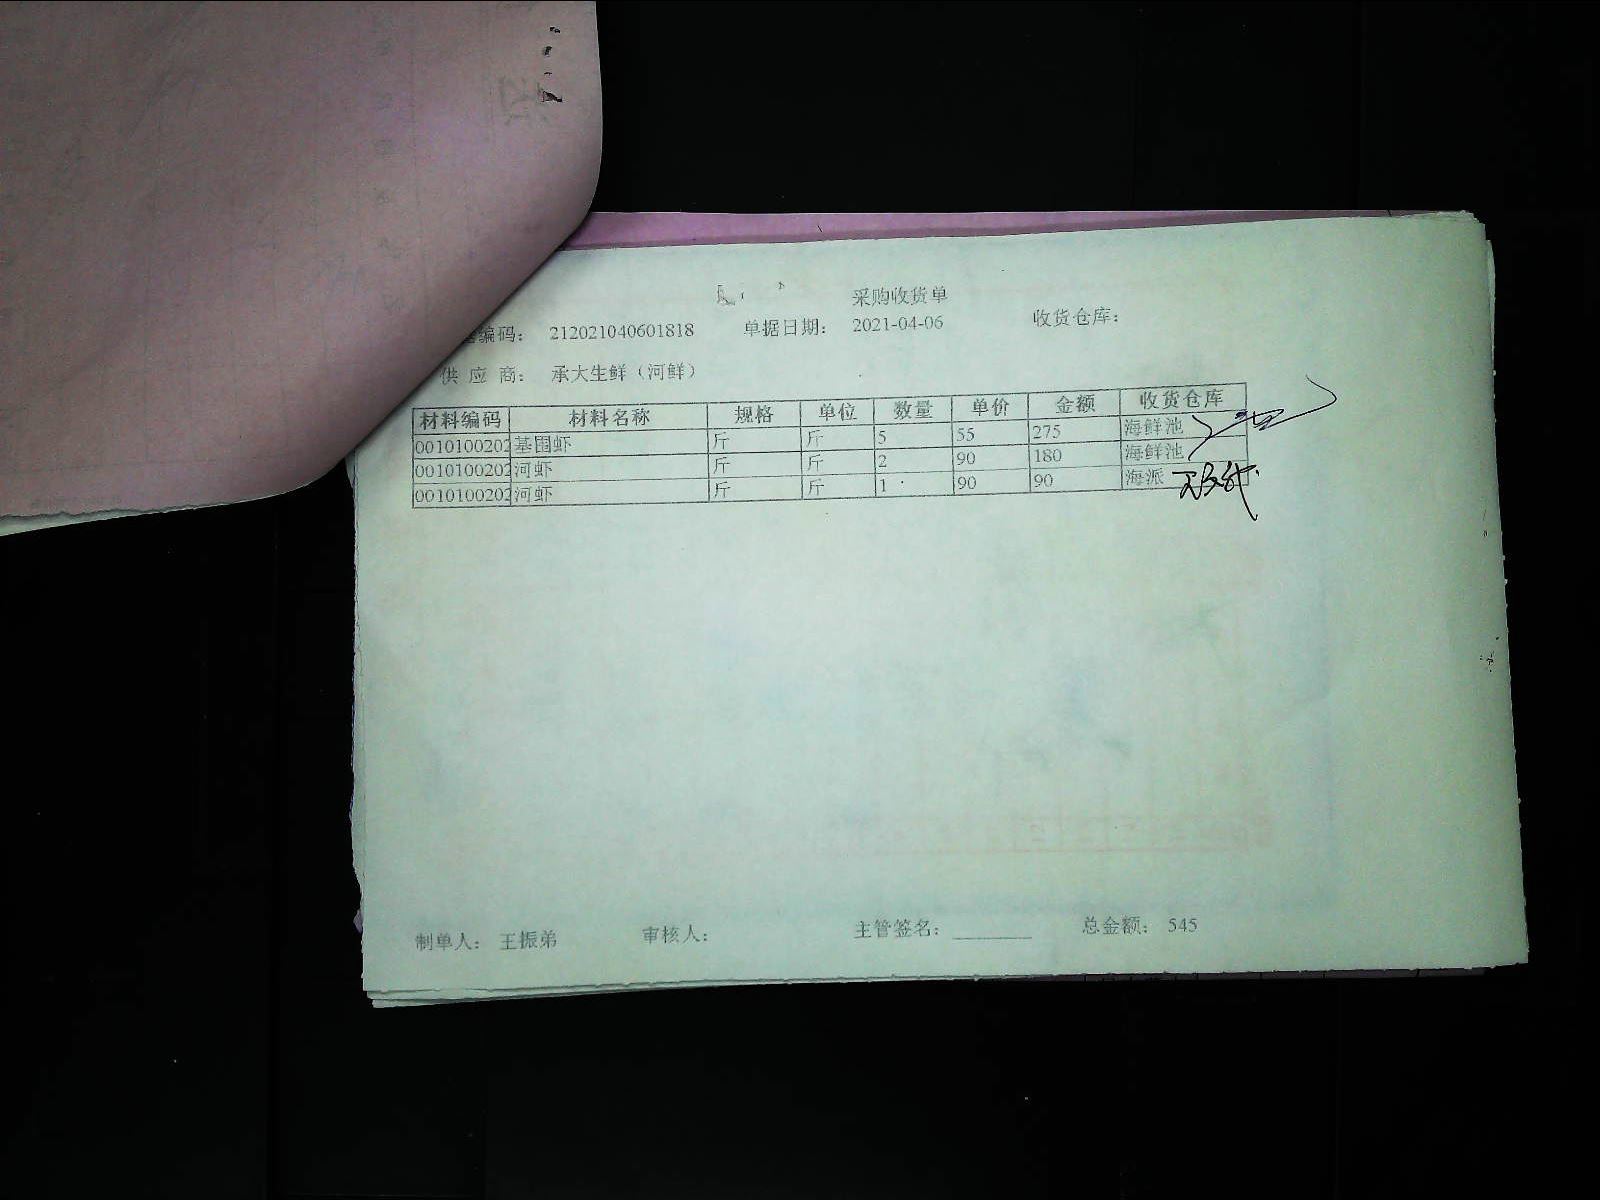 采购收货单
编码： 212021040601818 单据日期： 2021-04-06 收货仓库：
供 应 商： 承大生鲜（河鲜）
材料编码 材料名称 规格 单位 数量 单价 金额 收货仓库
0010100202 基围虾 斤 斤 5 55 275 海鲜池
0010100202 河虾 斤 斤 2 90 180 海鲜池
0010100202 河虾 斤 斤 1 90 90 海派
制单人： 王振弟 审核人： 主管签名： 总金额： 545